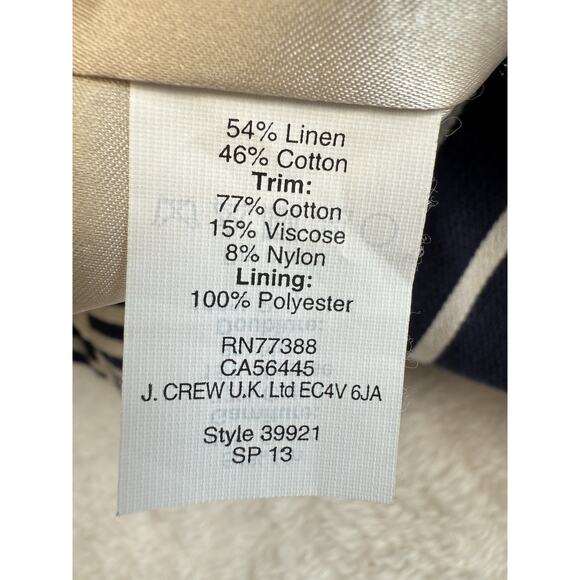 54% Linen
46% Cotton
Trim:
77% Cotton
15% Viscose
8% Nylon
Lining:
100% Polyester
RN77388
CA56445
J. CREW U.K. Ltd EC4V 6JA
Style 39921
SP 13